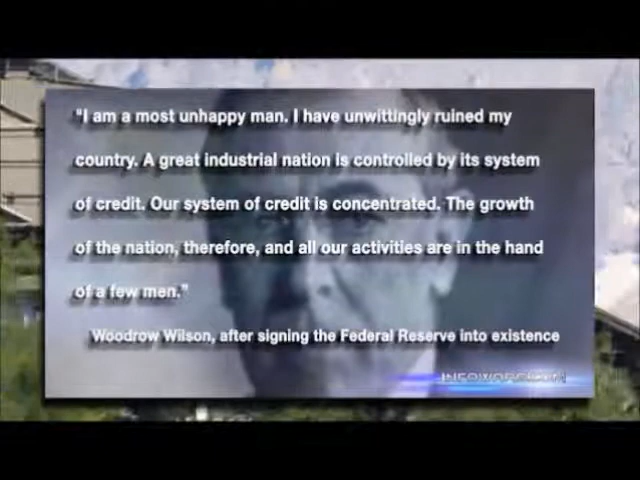 "I am a most unhappy man. I have unwittingly ruined my
country. A great industrial nation is controlled by its system
of credit. Our system of credit is concentrated. The growth
of the nation, therefore, and all our activities are in the hand
of a few men."
Woodrow Wilson, after signing the Federal Reserve into existence
INFOWARS.COM